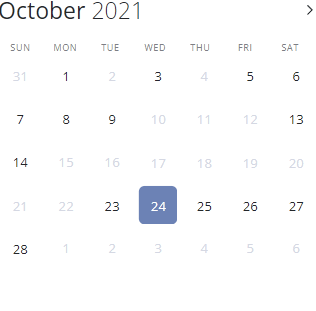 October 2021
SUN MON TUE WED THU FRI SAT
31 1 2 3 4 5 6
7 8 9 10 11 12 13
14 15 16 17 18 19 20
21 22 23 24 25 26 27
28 1 2 3 4 5 6